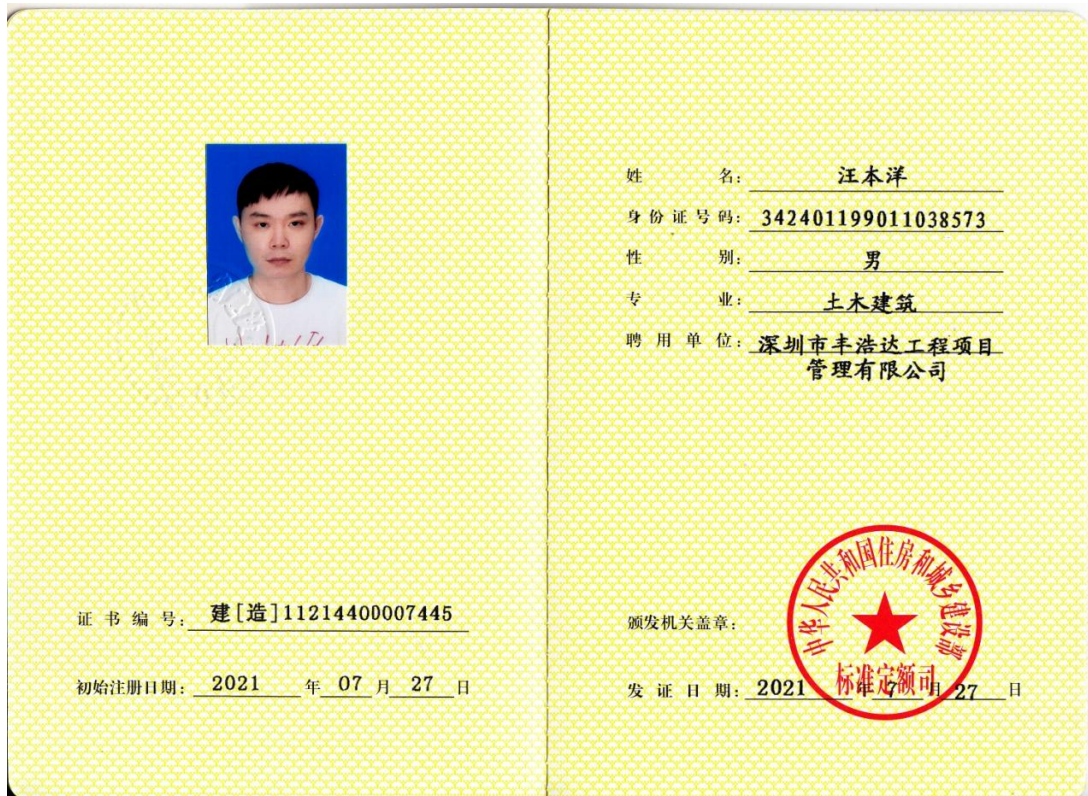 姓 名: 汪本洋
身份证号码: 342401199011038573
性 别: 男
专 业: 土木建筑
聘用单位: 深圳市丰浩达工程项目
管理有限公司
证书编号: 建[造]11214400007445
初始注册日期: 2021 年 07 月 27 日
颁发机关盖章:
中华人民共和国住房和城乡建设部
标准定额司
发证日期: 2021 年 7 月 27 日